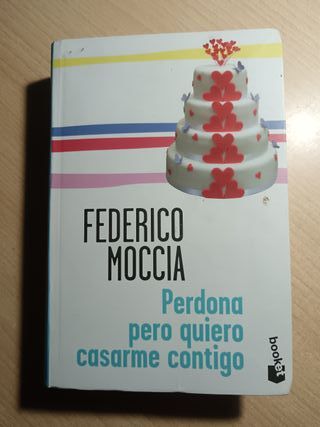 FEDERICO
MOCCIA
Perdona
pero quiero
casarme contigo
booket